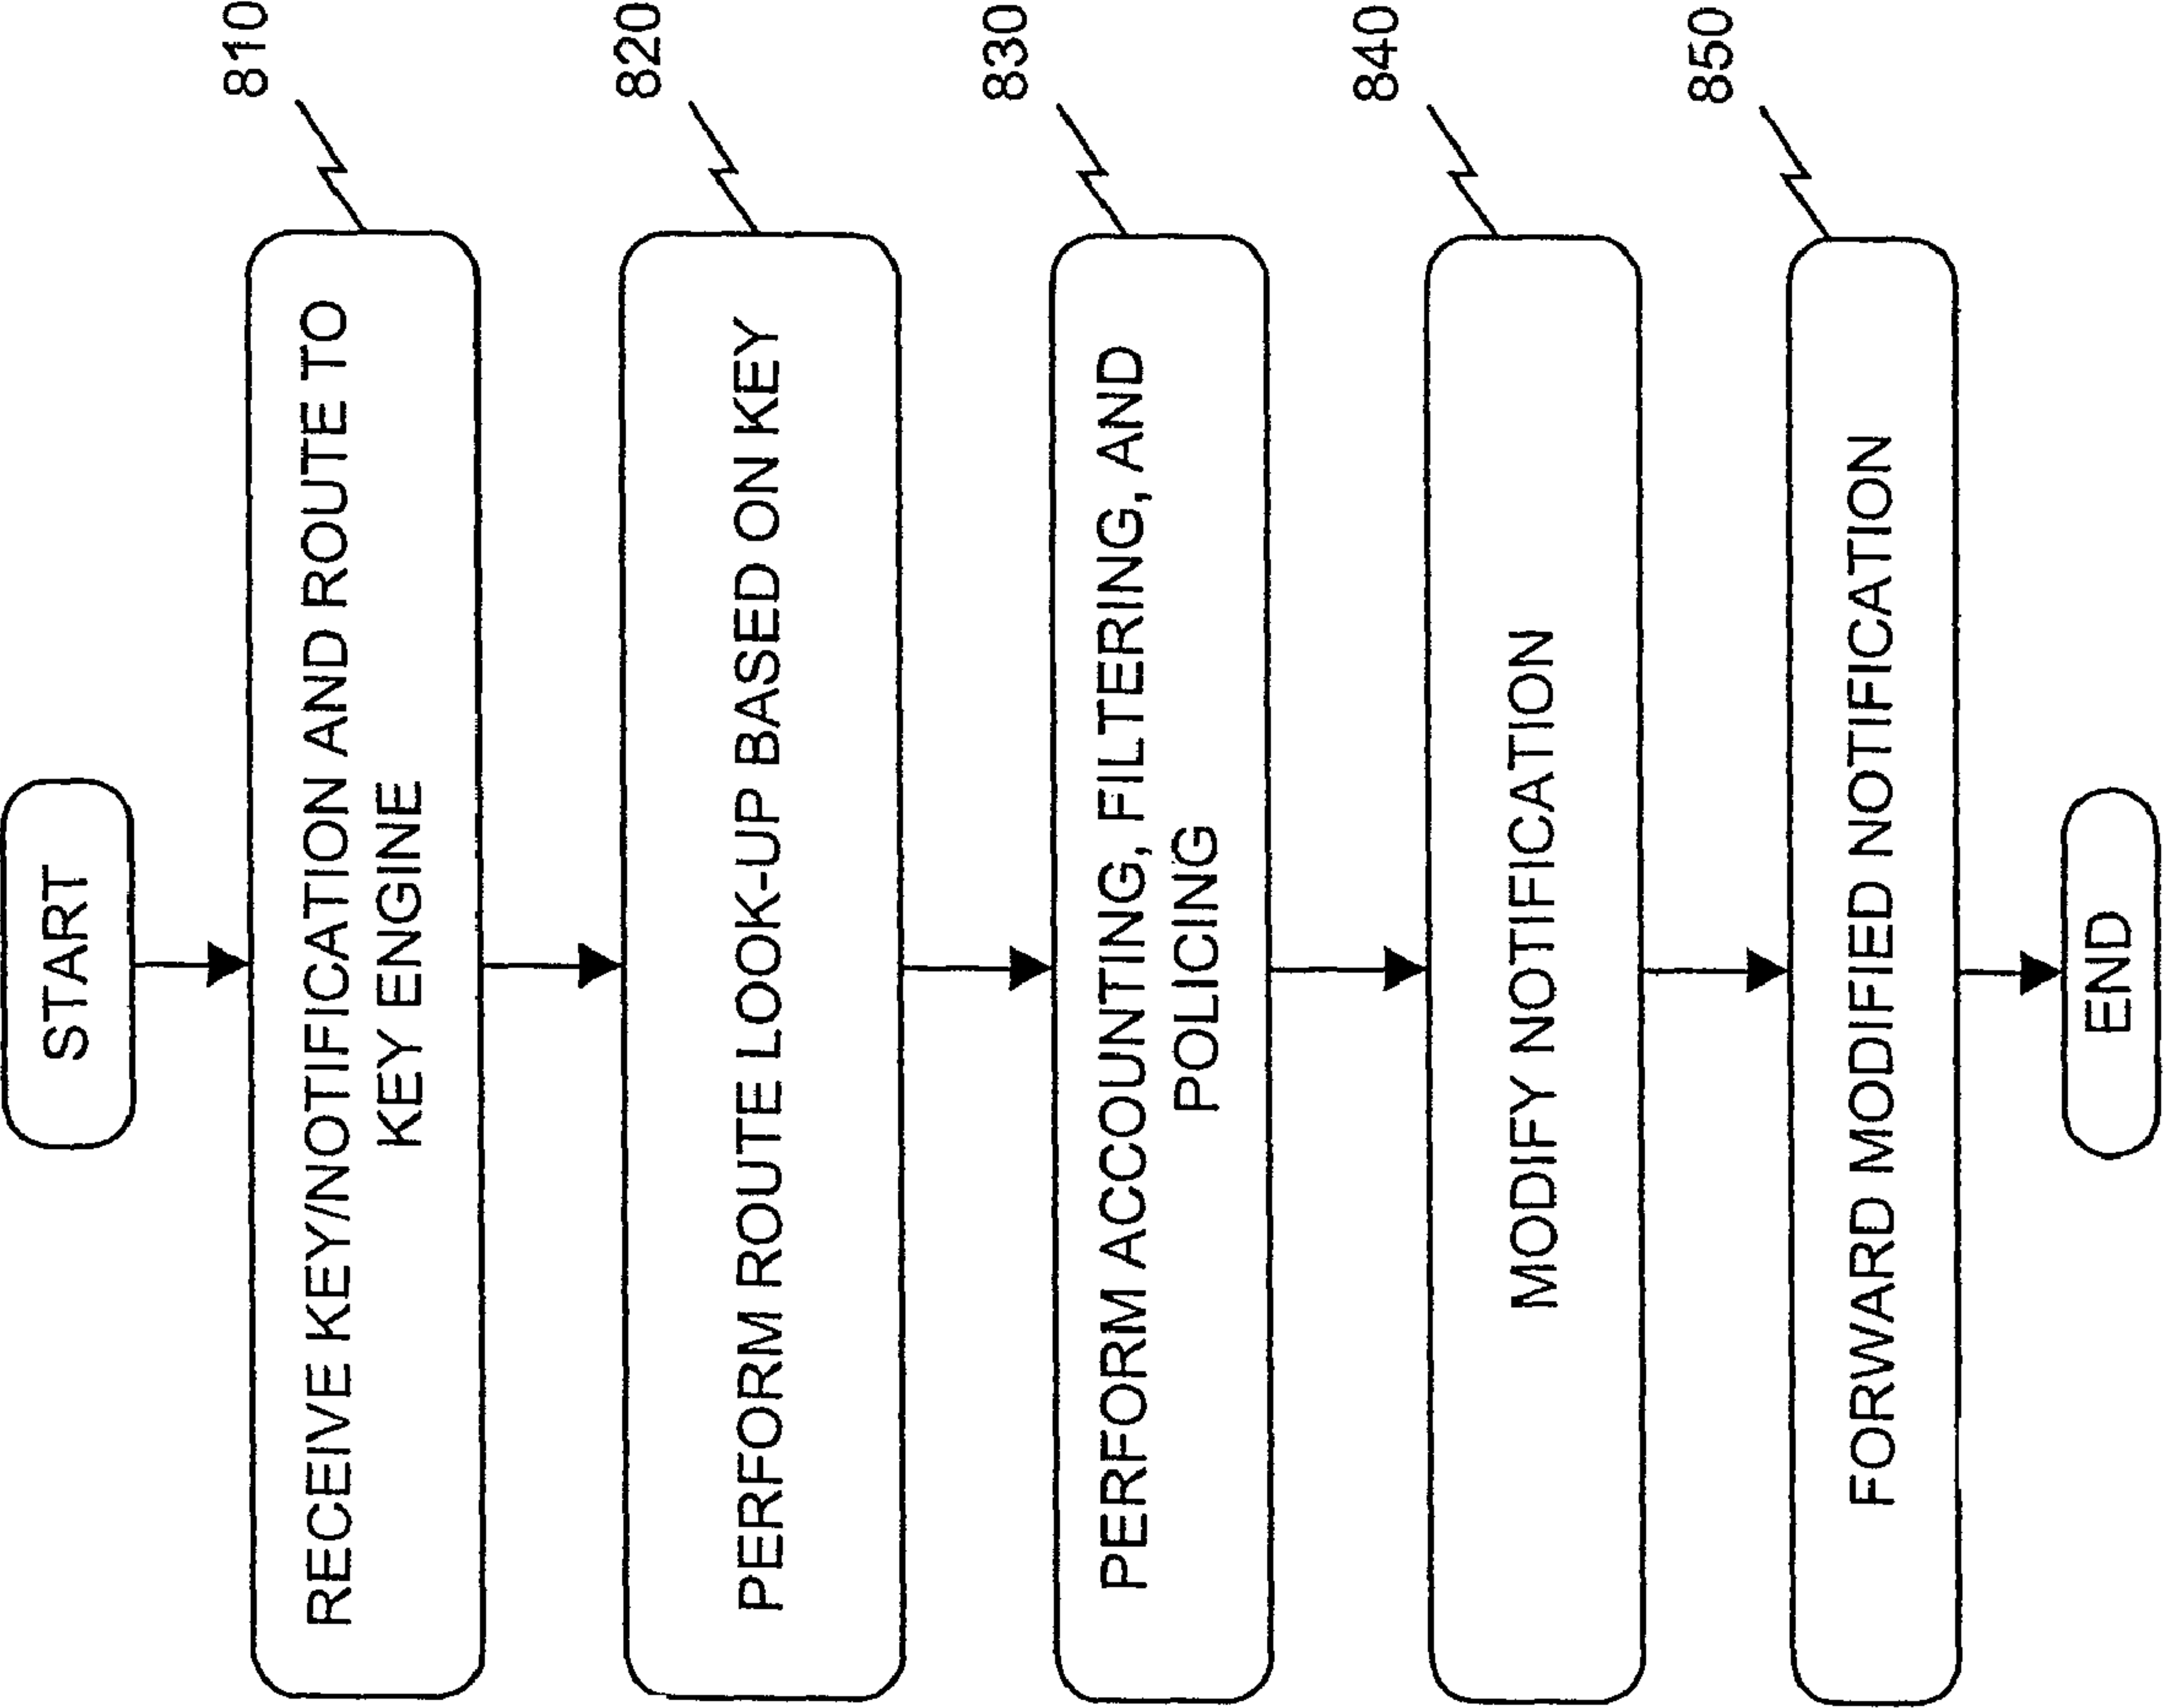 START
810
RECEIVE KEY/NOTIFICATION AND ROUTE TO
KEY ENGINE
820
PERFORM ROUTE LOOK-UP BASED ON KEY
830
PERFORM ACCOUNTING, FILTERING, AND
POLICING
840
MODIFY NOTIFICATION
850
FORWARD MODIFIED NOTIFICATION
END